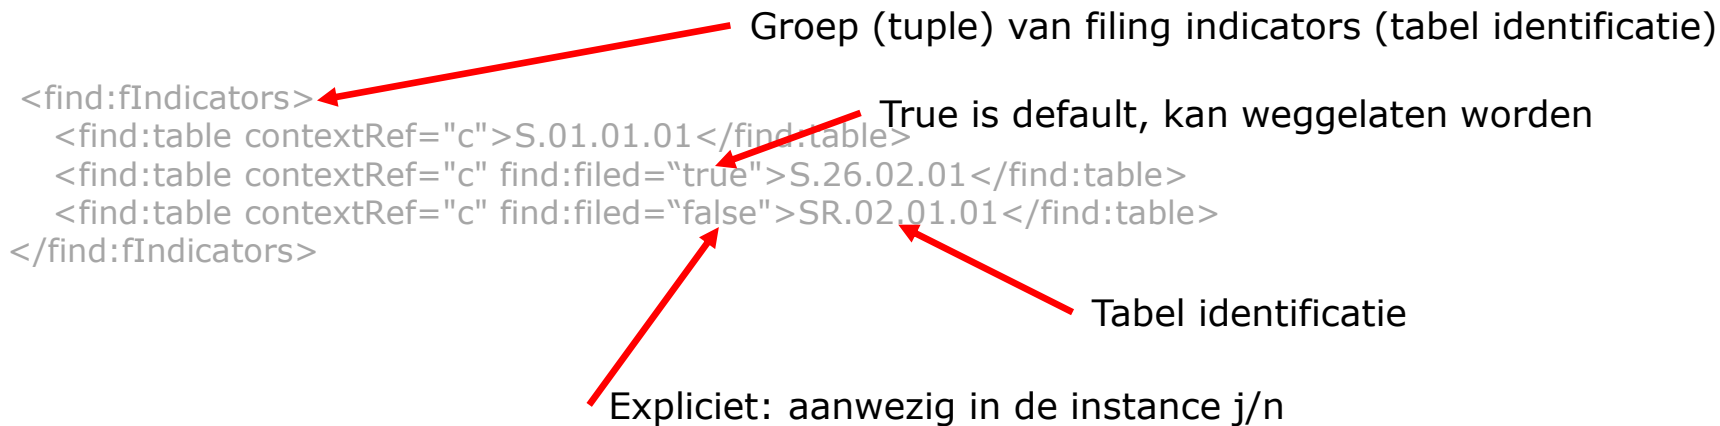 Groep (tuple) van filing indicators (tabel identificatie)
<find:fIndicators>
True is default, kan weggelaten worden
<find:table contextRef="c">S.01.01.01</find:table>
<find:table contextRef="c" find:filed=“true">S.26.02.01</find:table>
<find:table contextRef="c" find:filed=“false">SR.02.01.01</find:table>
</find:fIndicators>
Tabel identificatie
Expliciet: aanwezig in de instance j/n